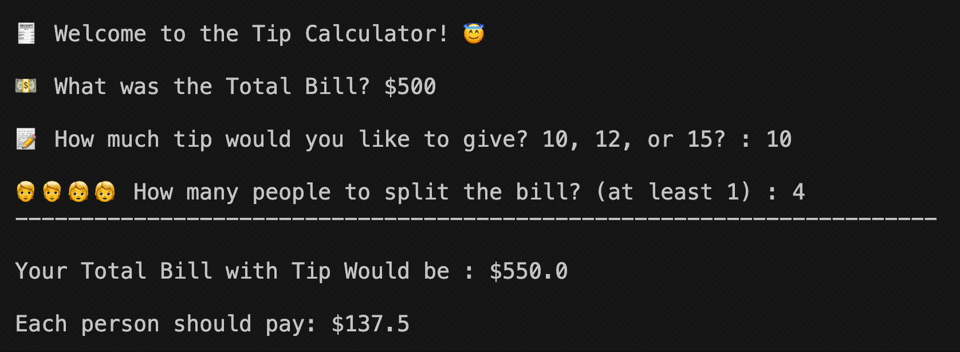 🧾 Welcome to the Tip Calculator! 😇
💵 What was the Total Bill? $500
📝 How much tip would you like to give? 10, 12, or 15? : 10
👨👨👩👩 How many people to split the bill? (at least 1) : 4
----------------------------------------------------------------------
Your Total Bill with Tip Would be : $550.0
Each person should pay: $137.5